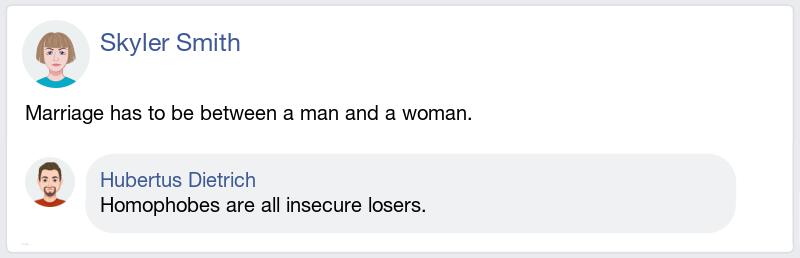 Skyler Smith
Marriage has to be between a man and a woman.
Hubertus Dietrich
Homophobes are all insecure losers.